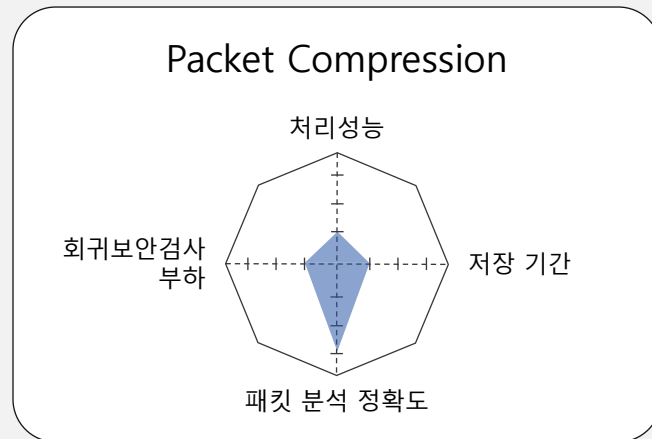 Packet Compression
처리성능
회귀보안검사
부하
저장 기간
패킷 분석 정확도